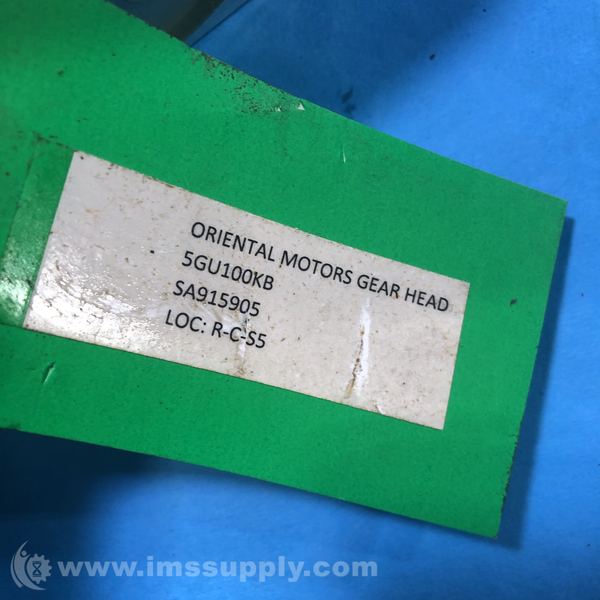 ORIENTAL MOTORS GEAR HEAD
5GU100KB
SA915905
LOC: R-C-S5
www.imssupply.com